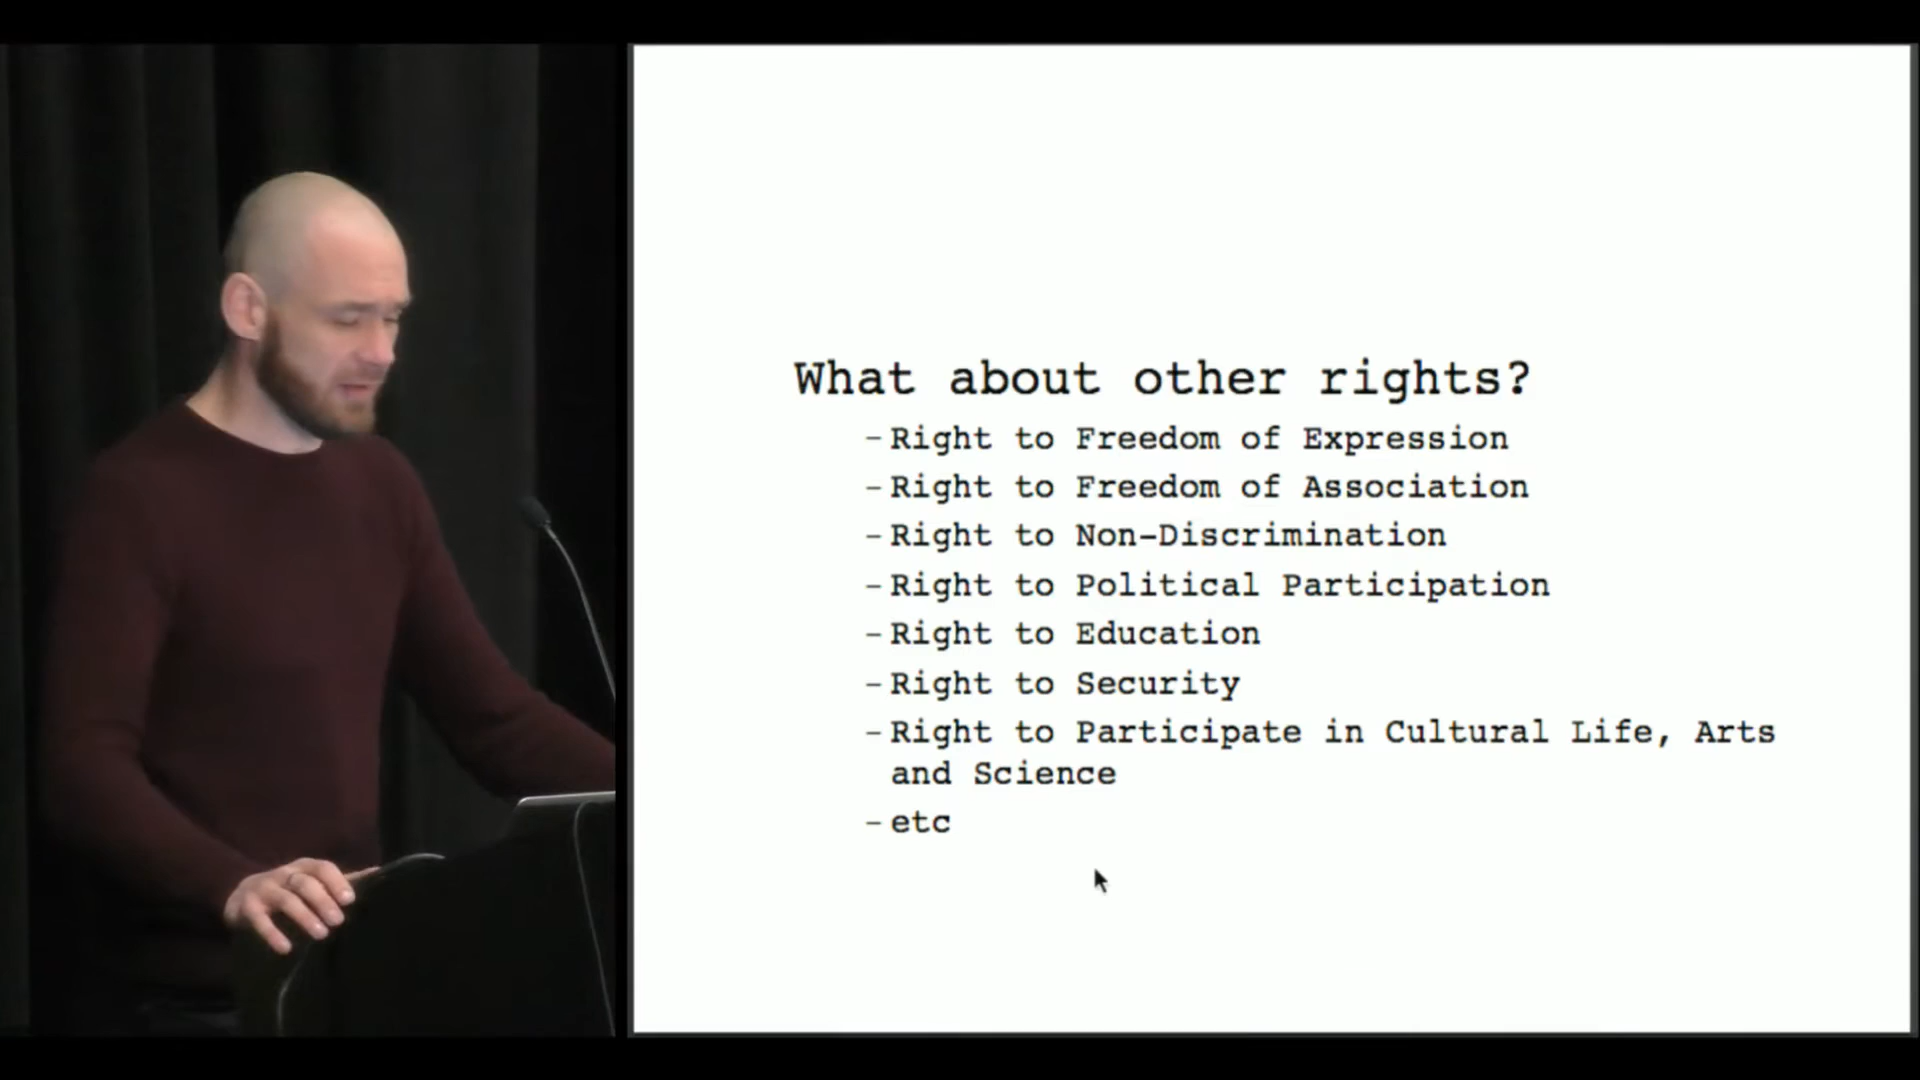 What about other rights?
–Right to Freedom of Expression
–Right to Freedom of Association
–Right to Non-Discrimination
–Right to Political Participation
–Right to Education
–Right to Security
–Right to Participate in Cultural Life, Arts
and Science
–etc